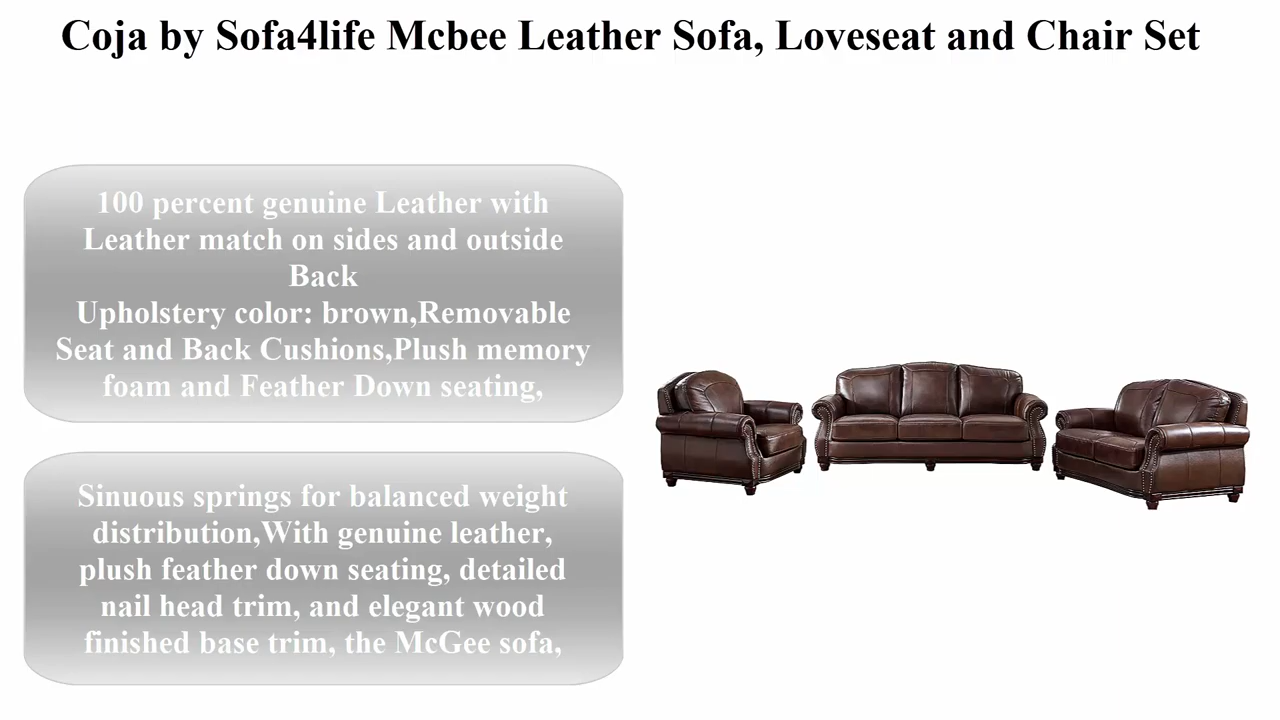 Coja by Sofa4life Mcbee Leather Sofa, Loveseat and Chair Set
100 percent genuine Leather with
Leather match on sides and outside
Back
Upholstery color: brown,Removable
Seat and Back Cushions,Plush memory
foam and Feather Down seating,
Sinuous springs for balanced weight
distribution,With genuine leather,
plush feather down seating, detailed
nail head trim, and elegant wood
finished base trim, the McGee sofa,